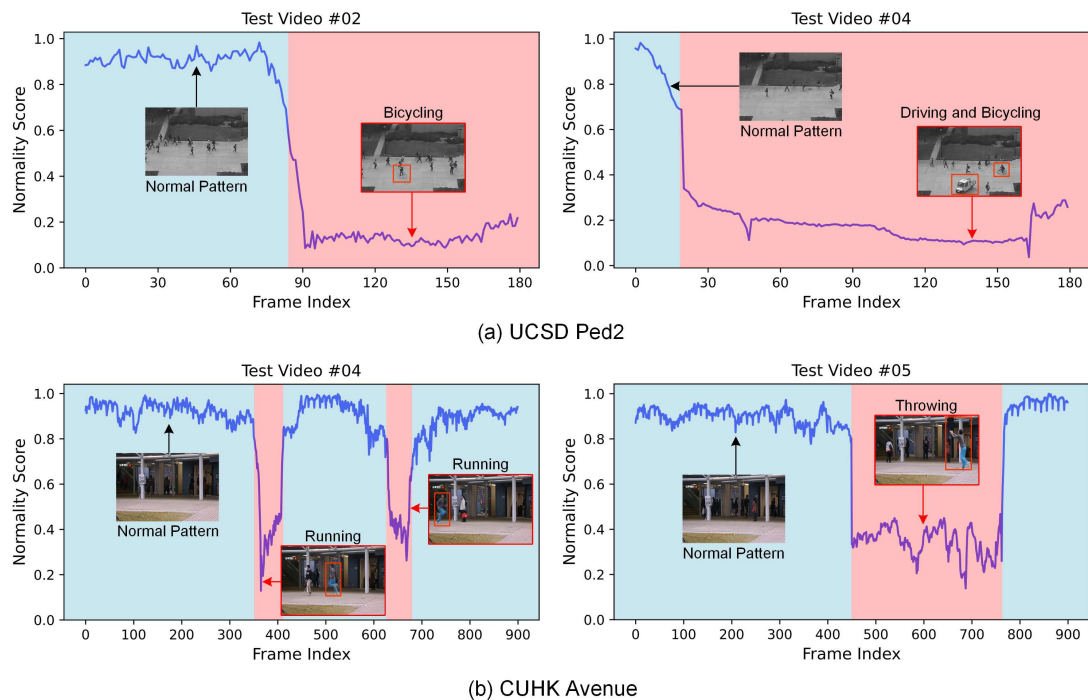 Test Video #02
Normality Score
1.0
0.8
0.6
0.4
0.2
0.0
Normal Pattern
Bicycling
0 30 60 90 120 150 180
Frame Index
Test Video #04
Normality Score
1.0
0.8
0.6
0.4
0.2
0.0
Normal Pattern
Driving and Bicycling
0 30 60 90 120 150 180
Frame Index
(a) UCSD Ped2
Test Video #04
Normality Score
1.0
0.8
0.6
0.4
0.2
0.0
Normal Pattern
Running
Running
0 100 200 300 400 500 600 700 800 900
Frame Index
Test Video #05
Normality Score
1.0
0.8
0.6
0.4
0.2
0.0
Normal Pattern
Throwing
0 100 200 300 400 500 600 700 800 900
Frame Index
(b) CUHK Avenue